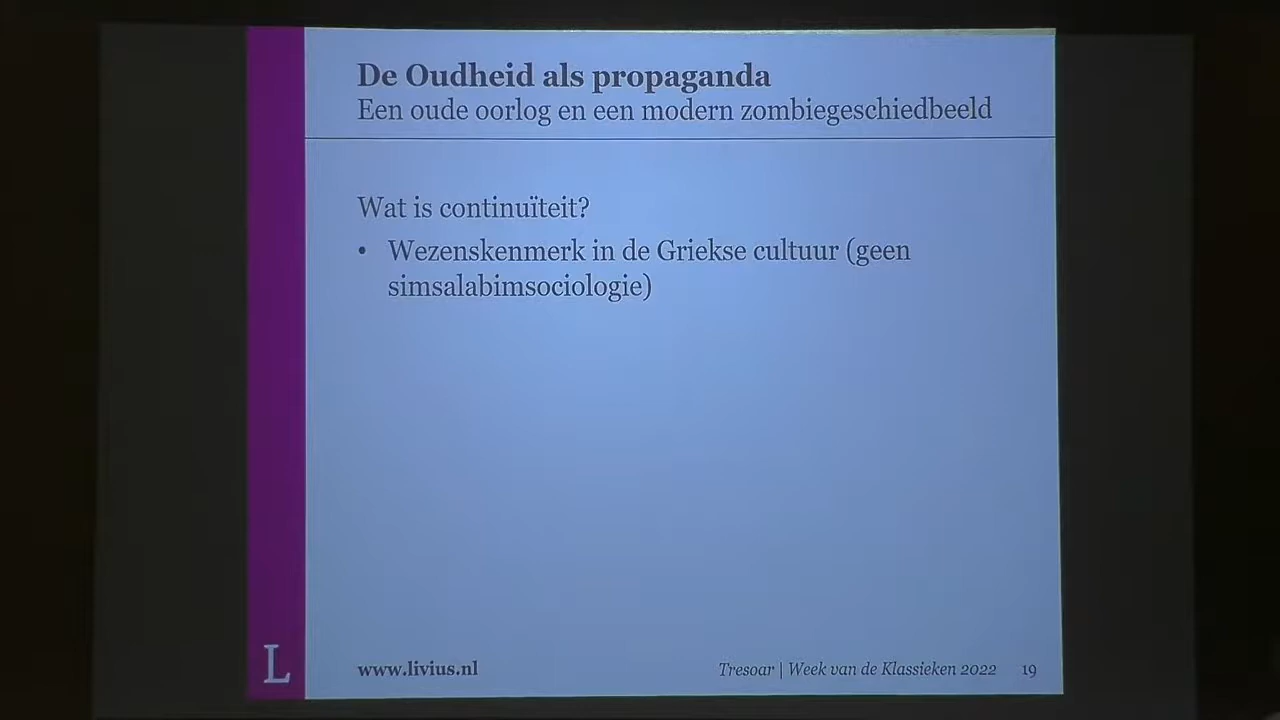 De Oudheid als propaganda
Een oude oorlog en een modern zombiegeschiedbeeld
Wat is continuïteit?
• Wezenskenmerk in de Griekse cultuur (geen
simsalabimsociologie)
L
www.livius.nl
Tresoar | Week van de Klassieken 2022 19